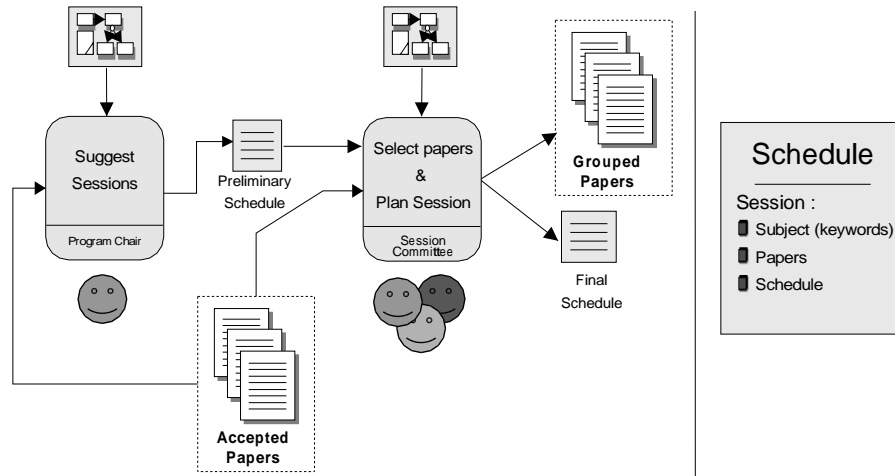 Suggest
Sessions
Program Chair
Preliminary
Schedule
Select papers
&
Plan Session
Session
Committee
Grouped
Papers
Final
Schedule
Accepted
Papers
Schedule
Session :
Subject (keywords)
Papers
Schedule